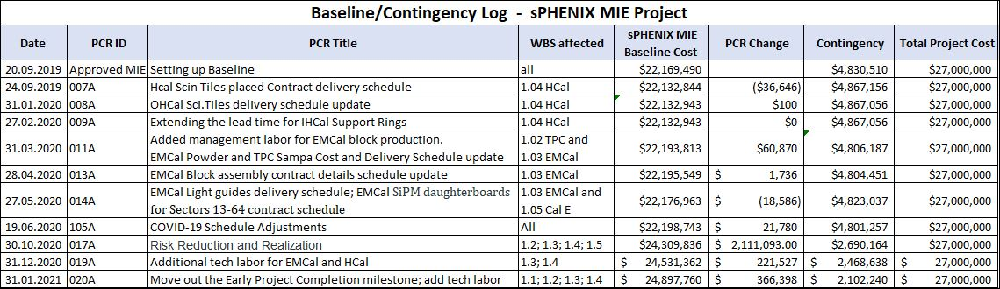 Baseline/Contingency Log - sPHENIX MIE Project
Date PCR ID PCR Title WBS affected sPHENIX MIE Baseline Cost PCR Change Contingency Total Project Cost
20.09.2019 Approved MIE Setting up Baseline all $22,169,490 $4,830,510 $27,000,000
24.09.2019 007A Hcal Scin Tiles placed Contract delivery schedule 1.04 HCal $22,132,844 ($36,646) $4,867,156 $27,000,000
31.01.2020 008A OHCal Sci.Tiles delivery schedule update 1.04 HCal $22,132,943 $100 $4,867,056 $27,000,000
27.02.2020 009A Extending the lead time for IHCal Support Rings 1.04 HCal $22,132,943 $0 $4,867,056 $27,000,000
31.03.2020 011A Added management labor for EMCal block production. 1.02 TPC and $22,193,813 $60,870 $4,806,187 $27,000,000
EMCal Powder and TPC Sampa Cost and Delivery Schedule update 1.03 EMCal
28.04.2020 013A EMCal Block assembly contract details schedule update 1.03 EMCal $22,195,549 $ 1,736 $4,804,451 $27,000,000
27.05.2020 014A EMCal Light guides delivery schedule; EMCal SiPM daughterboards 1.03 EMCal and $22,176,963 $ (18,586) $4,823,037 $27,000,000
for Sectors 13-64 contract schedule 1.05 Cal E
19.06.2020 105A COVID-19 Schedule Adjustments All $22,198,743 $ 21,780 $4,801,257 $27,000,000
30.10.2020 017A Risk Reduction and Realization 1.2; 1.3; 1.4; 1.5 $24,309,836 $ 2,111,093.00 $2,690,164 $27,000,000
31.12.2020 019A Additional tech labor for EMCal and HCal 1.3; 1.4 $ 24,531,362 $ 221,527 $ 2,468,638 $ 27,000,000
31.01.2021 020A Move out the Early Project Completion milestone; add tech labor 1.1; 1.2; 1.3; 1.4 $ 24,897,760 $ 366,398 $ 2,102,240 $ 27,000,000